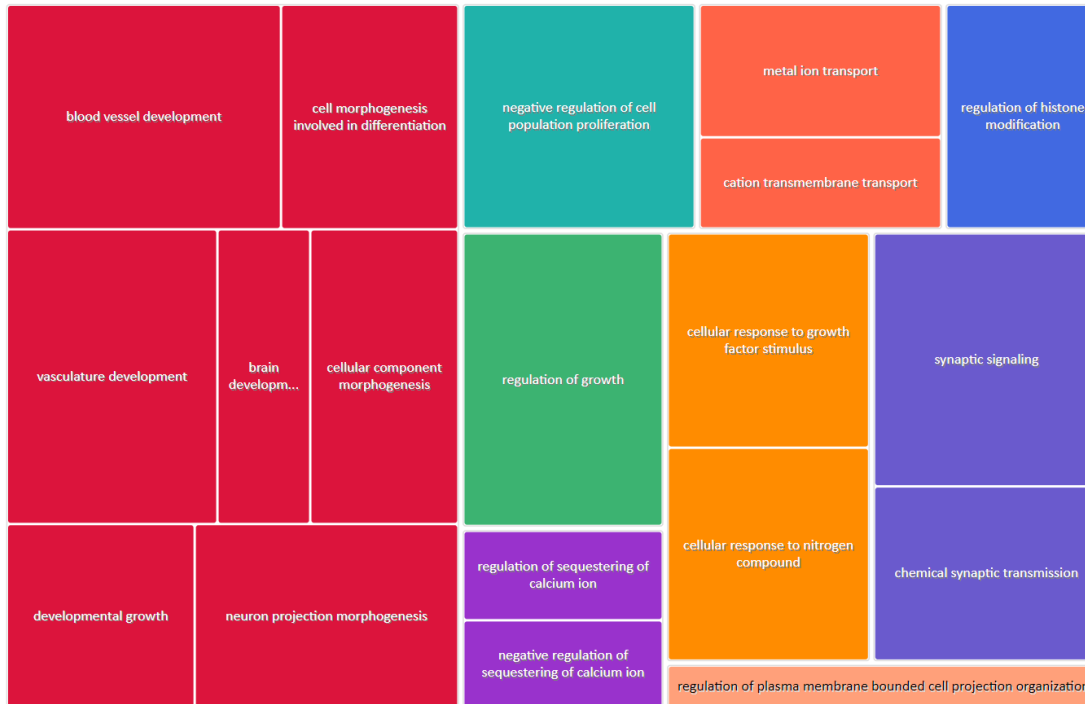 blood vessel development
cell morphogenesis
involved in differentiation
negative regulation of cell
population proliferation
metal ion transport
cation transmembrane transport
regulation of histone
modification
vasculature development
brain
developm...
cellular component
morphogenesis
regulation of growth
cellular response to growth
factor stimulus
synaptic signaling
cellular response to nitrogen
compound
chemical synaptic transmission
developmental growth
neuron projection morphogenesis
regulation of sequestering of
calcium ion
negative regulation of
sequestering of calcium ion
regulation of plasma membrane bounded cell projection organization